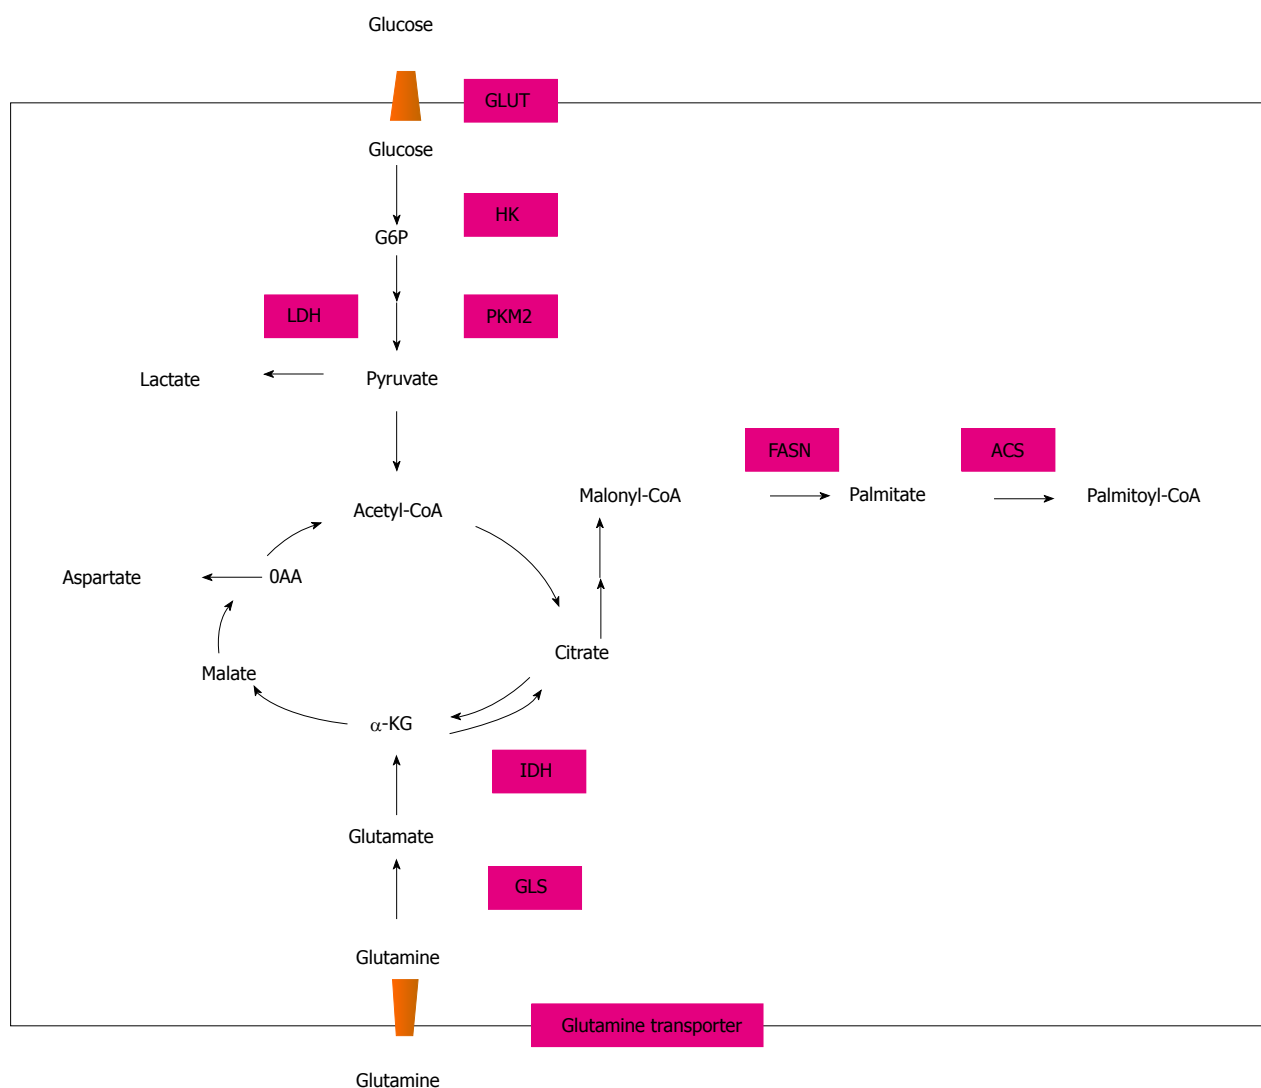 Glucose
GLUT
Glucose
HK
G6P
LDH
PKM2
Lactate
Pyruvate
FASN
ACS
Malonyl-CoA
Palmitate
Palmitoyl-CoA
Acetyl-CoA
Aspartate
0AA
Citrate
Malate
α-KG
IDH
Glutamate
GLS
Glutamine
Glutamine transporter
Glutamine